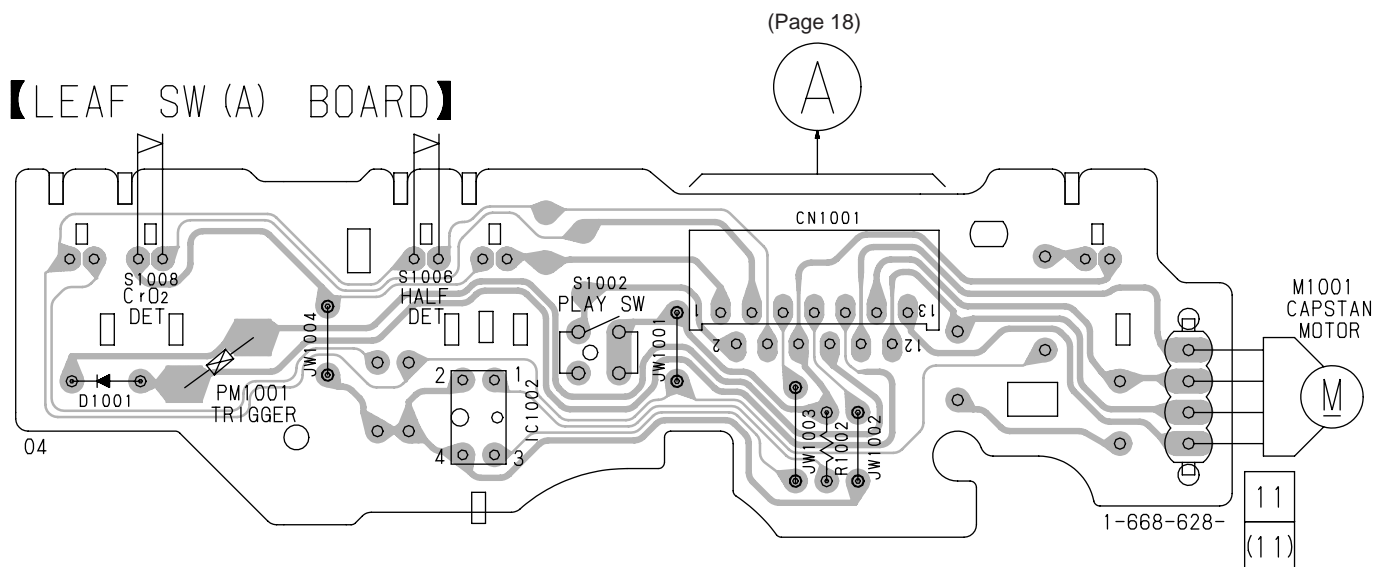 (Page 18)
A
【LEAF SW (A) BOARD】
CN1001
S1008
CrO2
DET
S1006
HALF
DET
S1002
PLAY SW
1
13
2
12
M1001
CAPSTAN
MOTOR
M
JW1004
JW1001
D1001
PM1001
TRIGGER
2
1
4
3
IC1002
JW1003
R1002
JW1002
04
1-668-628-
11
(11)